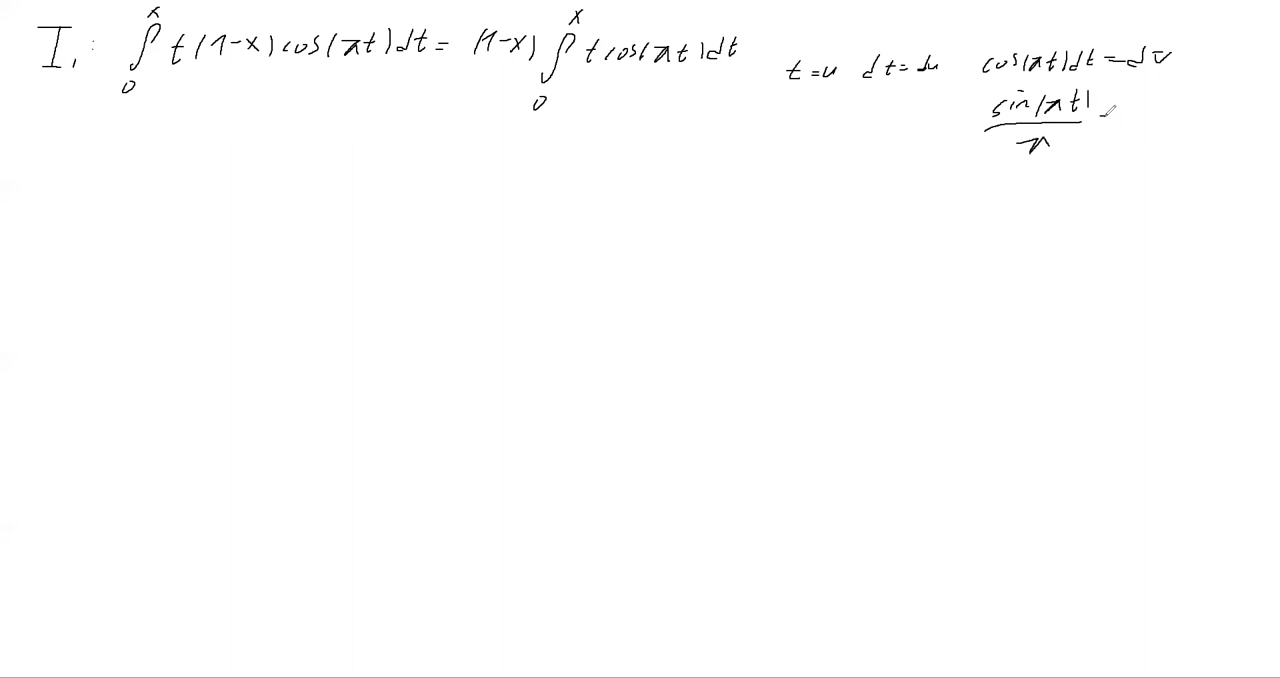 I₁: ∫₀ˣ t(1-x)cos(πt)dt = (1-x)∫₀ˣ t cos(πt)dt t=u dt=du cos(πt)dt=dv
sin(πt)
π